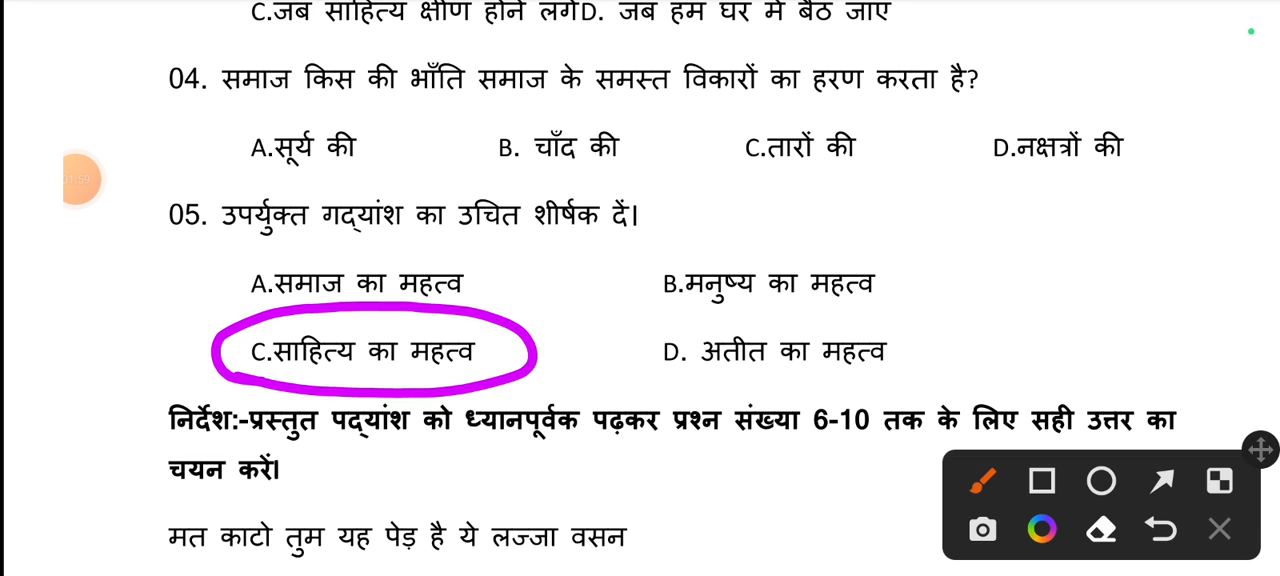 C.जब साहित्य क्षीण होने लगेD. जब हम घर में बैठ जाएँ
04. समाज किस की भाँति समाज के समस्त विकारों का हरण करता है?
A.सूर्य की B. चाँद की C.तारों की D.नक्षत्रों की
01:59
05. उपर्युक्त गद्यांश का उचित शीर्षक दें।
A.समाज का महत्व B.मनुष्य का महत्व
C.साहित्य का महत्व D. अतीत का महत्व
निर्देश:-प्रस्तुत पद्यांश को ध्यानपूर्वक पढ़कर प्रश्न संख्या 6-10 तक के लिए सही उत्तर का
चयन करें।
मत काटो तुम यह पेड़ है ये लज्जा वसन